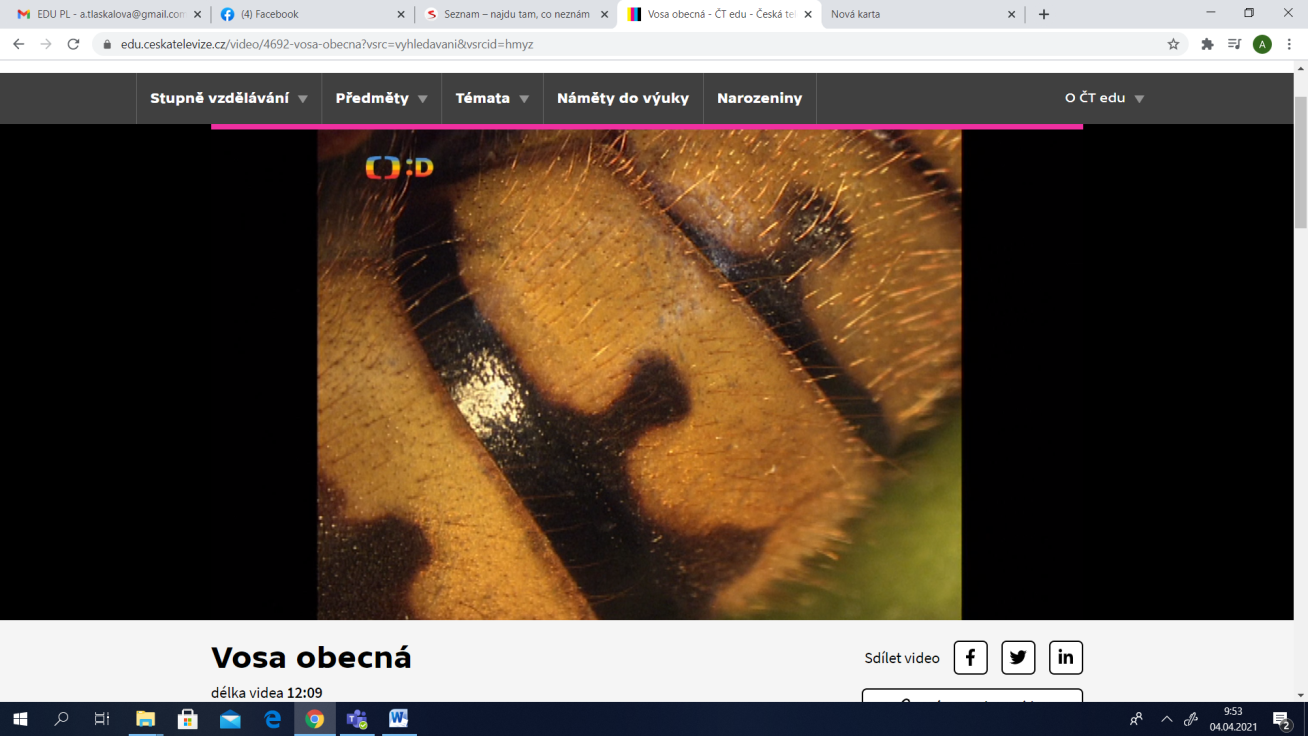 EDU PL - a.tlaskalova@gmail.com
(4) Facebook
Seznam – najdu tam, co neznám
Vosa obecná - ČT edu - Česká tel
Nová karta
edu.ceskatelevize.cz/video/4692-vosa-obecna?vsrc=vyhledavani&vsrcid=hmyz
A
Stupně vzdělávání
Předměty
Témata
Náměty do výuky
Narozeniny
O ČT edu
:D
Vosa obecná
Sdílet video
délka videa 12:09
9:53
04.04.2021
2